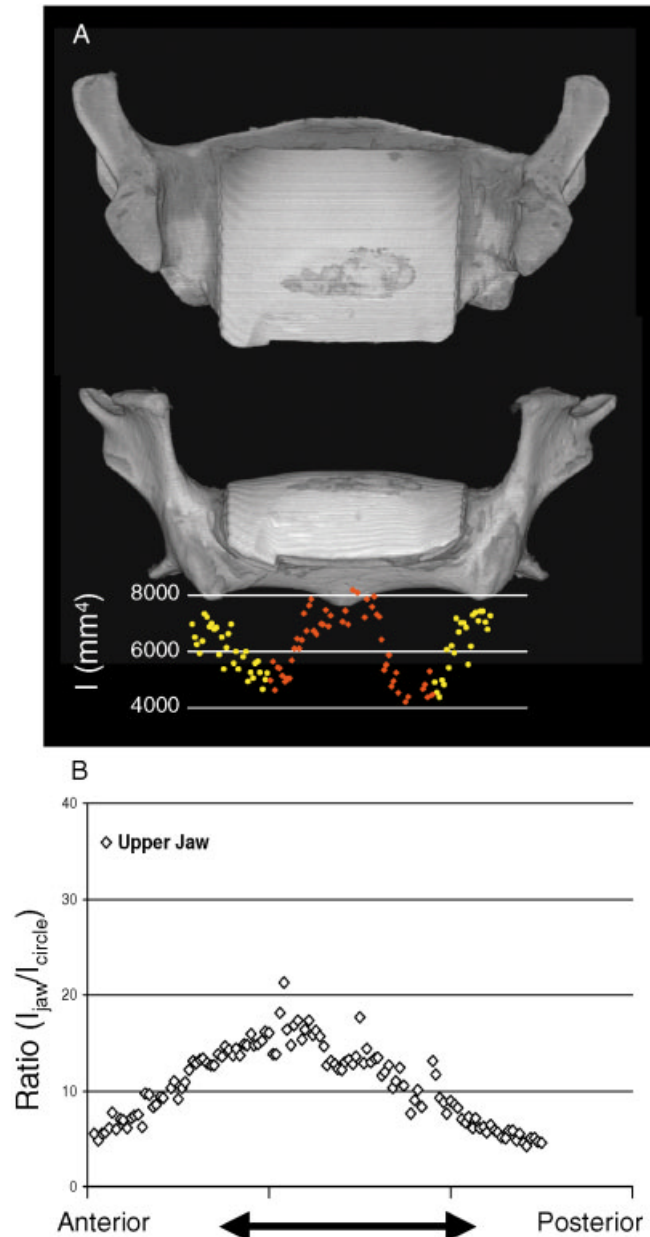 A
8000
6000
4000
I (mm⁴)
B
40
30
20
10
0
Upper Jaw
Ratio (I_jaw/I_circle)
Anterior
Posterior